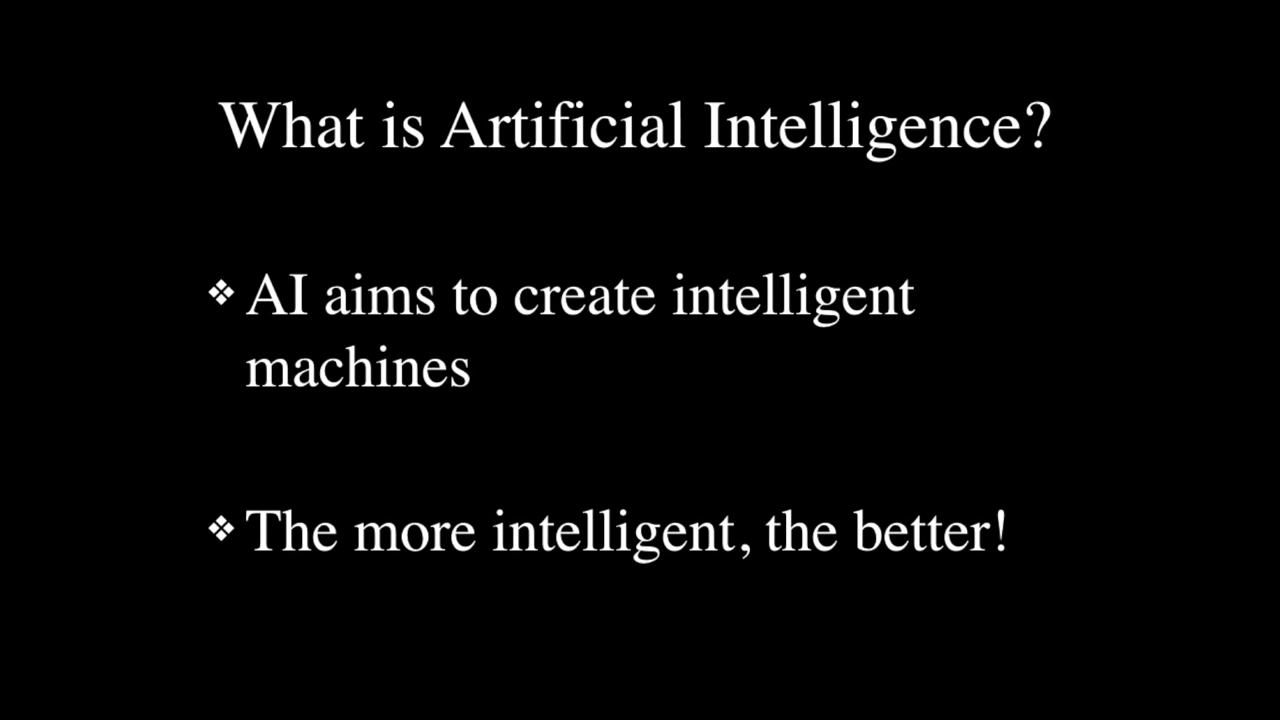 What is Artificial Intelligence?
❖ AI aims to create intelligent
machines
❖ The more intelligent, the better!